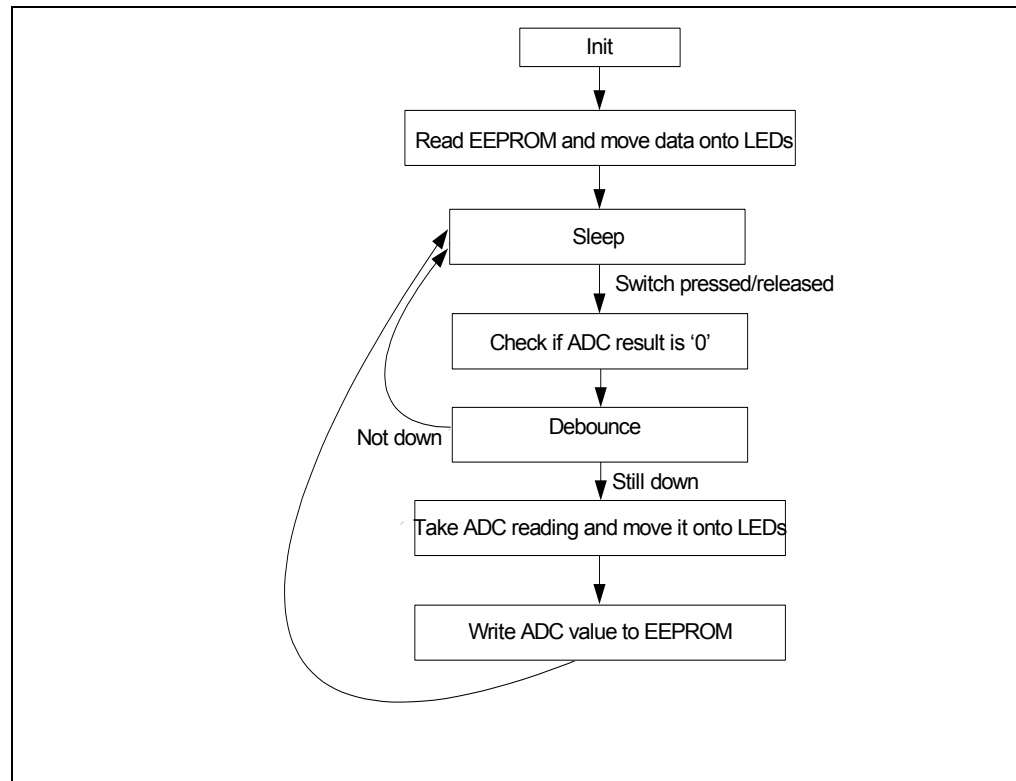 Init
Read EEPROM and move data onto LEDs
Sleep
Switch pressed/released
Check if ADC result is ‘0’
Debounce
Not down
Still down
Take ADC reading and move it onto LEDs
Write ADC value to EEPROM